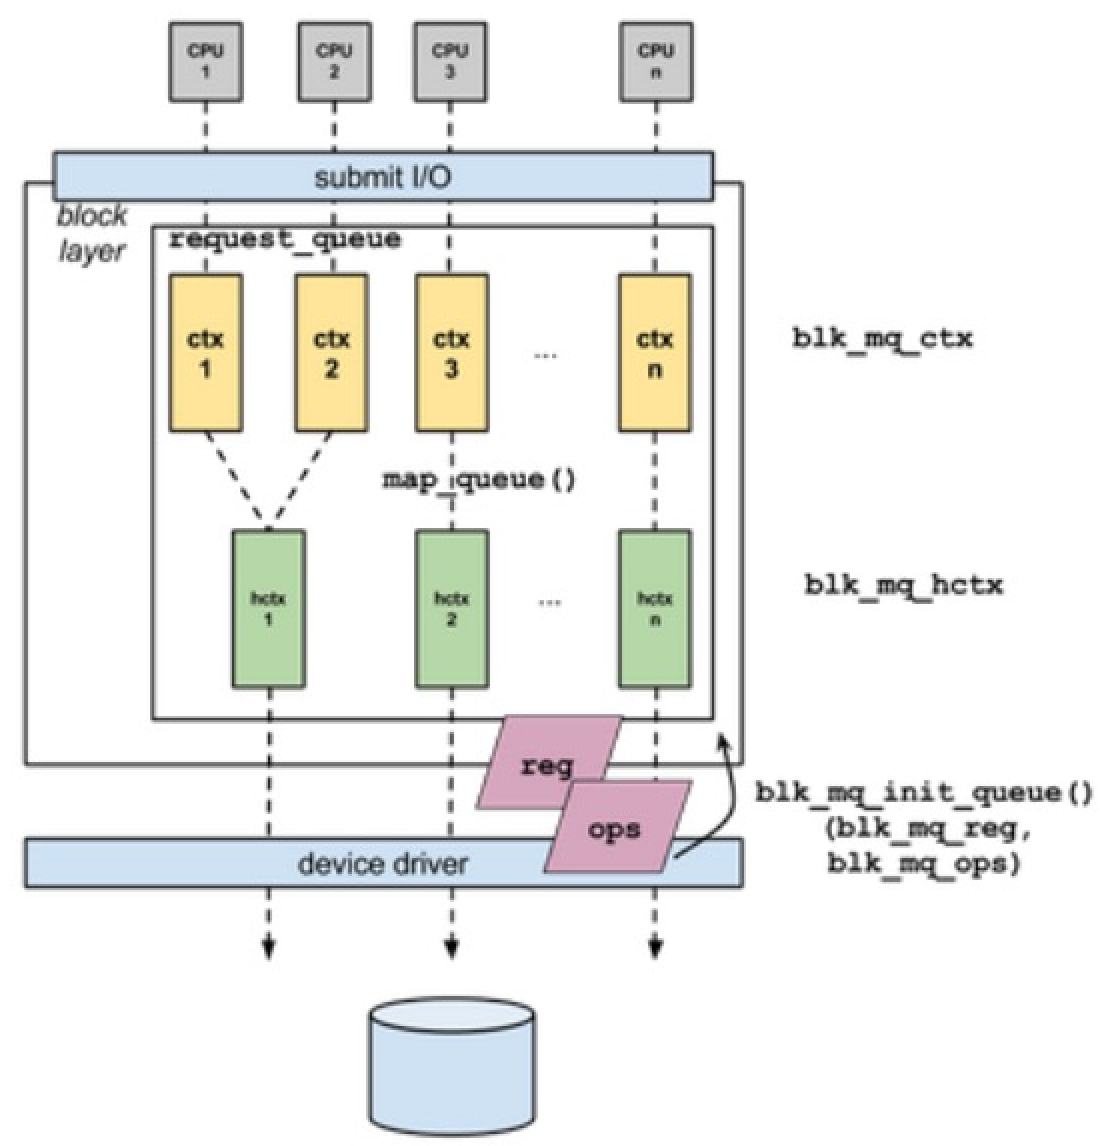 CPU
1
CPU
2
CPU
3
CPU
n
submit I/O
block
layer
request_queue
ctx
1
ctx
2
ctx
3
...
ctx
n
blk_mq_ctx
map_queue()
hctx
1
hctx
2
...
hctx
n
blk_mq_hctx
reg
ops
blk_mq_init_queue()
(blk_mq_reg,
blk_mq_ops)
device driver